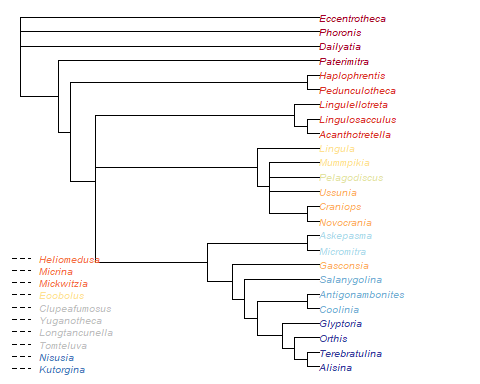 Eccentrotheca
Phoronis
Dailyatia
Paterimitra
Haplophrentis
Pedunculotheca
Lingulellotreta
Lingulosacculus
Acanthotretella
Lingula
Mummpikia
Pelagodiscus
Ussunia
Craniops
Novocrania
Askepasma
Micromitra
Gasconsia
Salanygolina
Antigonambonites
Coolinia
Glyptoria
Orthis
Terebratulina
Alisina
Heliomedusa
Micrina
Mickwitzia
Eoobolus
Clupeafumosus
Yuganotheca
Longtancunella
Tomteluva
Nisusia
Kutorgina